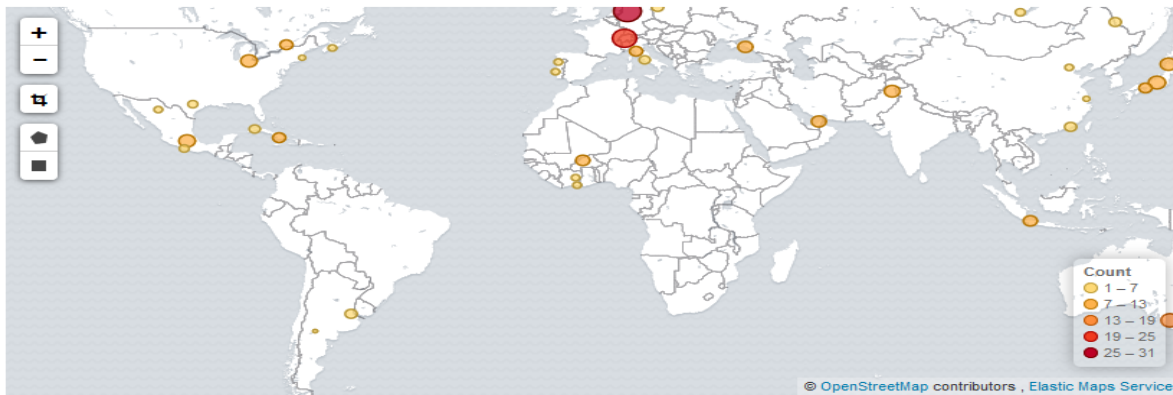 +
−
Count
1 – 7
7 – 13
13 – 19
19 – 25
25 – 31
© OpenStreetMap contributors , Elastic Maps Service